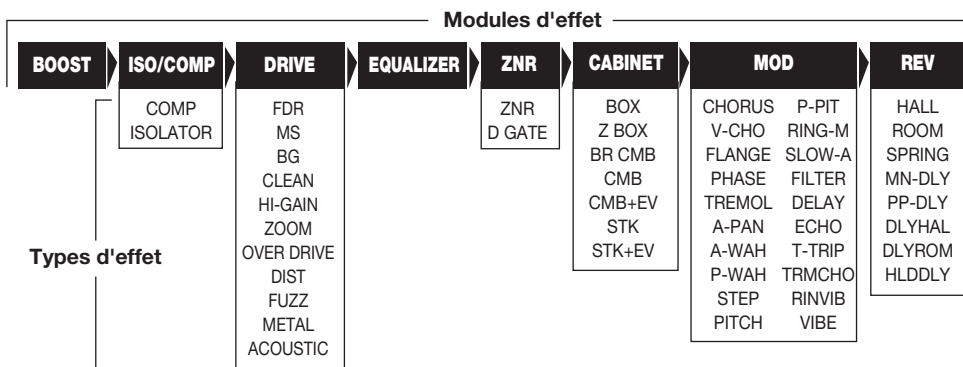 Modules d'effet
BOOST ISO/COMP DRIVE EQUALIZER ZNR CABINET MOD REV
Types d'effet
COMP
ISOLATOR
FDR
MS
BG
CLEAN
HI-GAIN
ZOOM
OVER DRIVE
DIST
FUZZ
METAL
ACOUSTIC
ZNR
D GATE
BOX
Z BOX
BR CMB
CMB
CMB+EV
STK
STK+EV
CHORUS P-PIT
V-CHO RING-M
FLANGE SLOW-A
PHASE FILTER
TREMOL DELAY
A-PAN ECHO
A-WAH T-TRIP
P-WAH TRMCHO
STEP RINVIB
PITCH VIBE
HALL
ROOM
SPRING
MN-DLY
PP-DLY
DLYHAL
DLYROM
HLDDLY